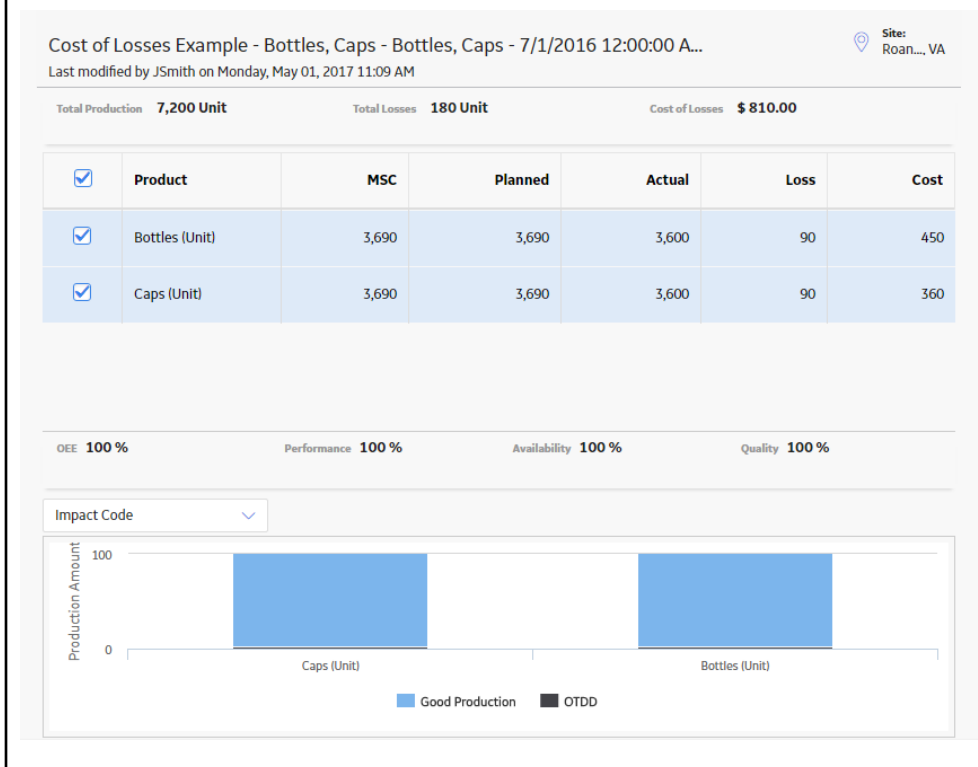 Cost of Losses Example - Bottles, Caps - Bottles, Caps - 7/1/2016 12:00:00 A...
Site:
Roan..., VA
Last modified by JSmith on Monday, May 01, 2017 11:09 AM
Total Production 7,200 Unit Total Losses 180 Unit Cost of Losses $ 810.00
Product MSC Planned Actual Loss Cost
Bottles (Unit) 3,690 3,690 3,600 90 450
Caps (Unit) 3,690 3,690 3,600 90 360
OEE 100 % Performance 100 % Availability 100 % Quality 100 %
Impact Code
Production Amount
100
0
Caps (Unit) Bottles (Unit)
Good Production OTDD